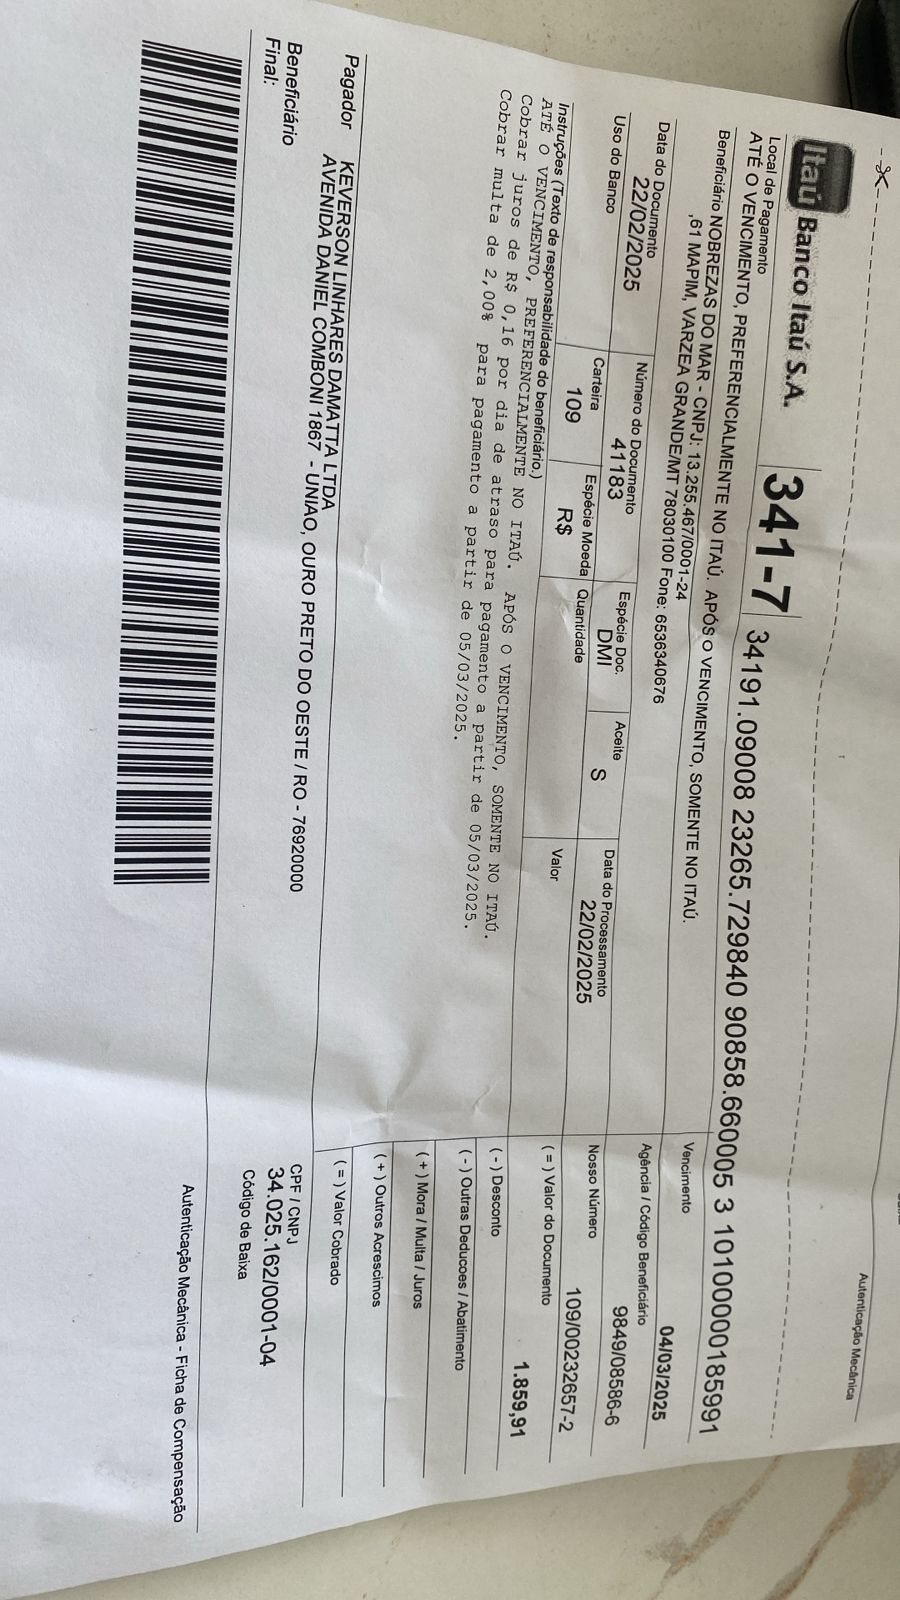 Autenticação Mecânica
Itaú Banco Itaú S.A. 341-7 34191.09008 23265.729840 90858.660005 3 10100000185991
Local de Pagamento
ATÉ O VENCIMENTO, PREFERENCIALMENTE NO ITAÚ. APÓS O VENCIMENTO, SOMENTE NO ITAÚ.
Vencimento
04/03/2025
Beneficiário NOBREZAS DO MAR - CNPJ: 13.255.467/0001-24
,61 MAPIM, VARZEA GRANDE/MT 78030100 Fone: 6536340676
Agência / Código Beneficiário
9849/08586-6
Data do Documento
22/02/2025
Número do Documento
41183
Espécie Doc.
DMI
Aceite
S
Data do Processamento
22/02/2025
Nosso Número
109/00232657-2
Uso do Banco
Carteira
109
Espécie Moeda
R$
Quantidade
Valor
( = ) Valor do Documento
1.859,91
Instruções (Texto de responsabilidade do beneficiário.)
ATÉ O VENCIMENTO, PREFERENCIALMENTE NO ITAÚ. APÓS O VENCIMENTO, SOMENTE NO ITAÚ.
Cobrar juros de R$ 0,16 por dia de atraso para pagamento a partir de 05/03/2025.
Cobrar multa de 2,00% para pagamento a partir de 05/03/2025.
( - ) Desconto
( - ) Outras Deducoes / Abatimento
( + ) Mora / Multa / Juros
( + ) Outros Acrescimos
( = ) Valor Cobrado
Pagador KEVERSON LINHARES DAMATTA LTDA
AVENIDA DANIEL COMBONI 1867 - UNIAO, OURO PRETO DO OESTE / RO - 76920000
CPF / CNPJ
34.025.162/0001-04
Beneficiário
Final:
Código de Baixa
Autenticação Mecânica - Ficha de Compensação